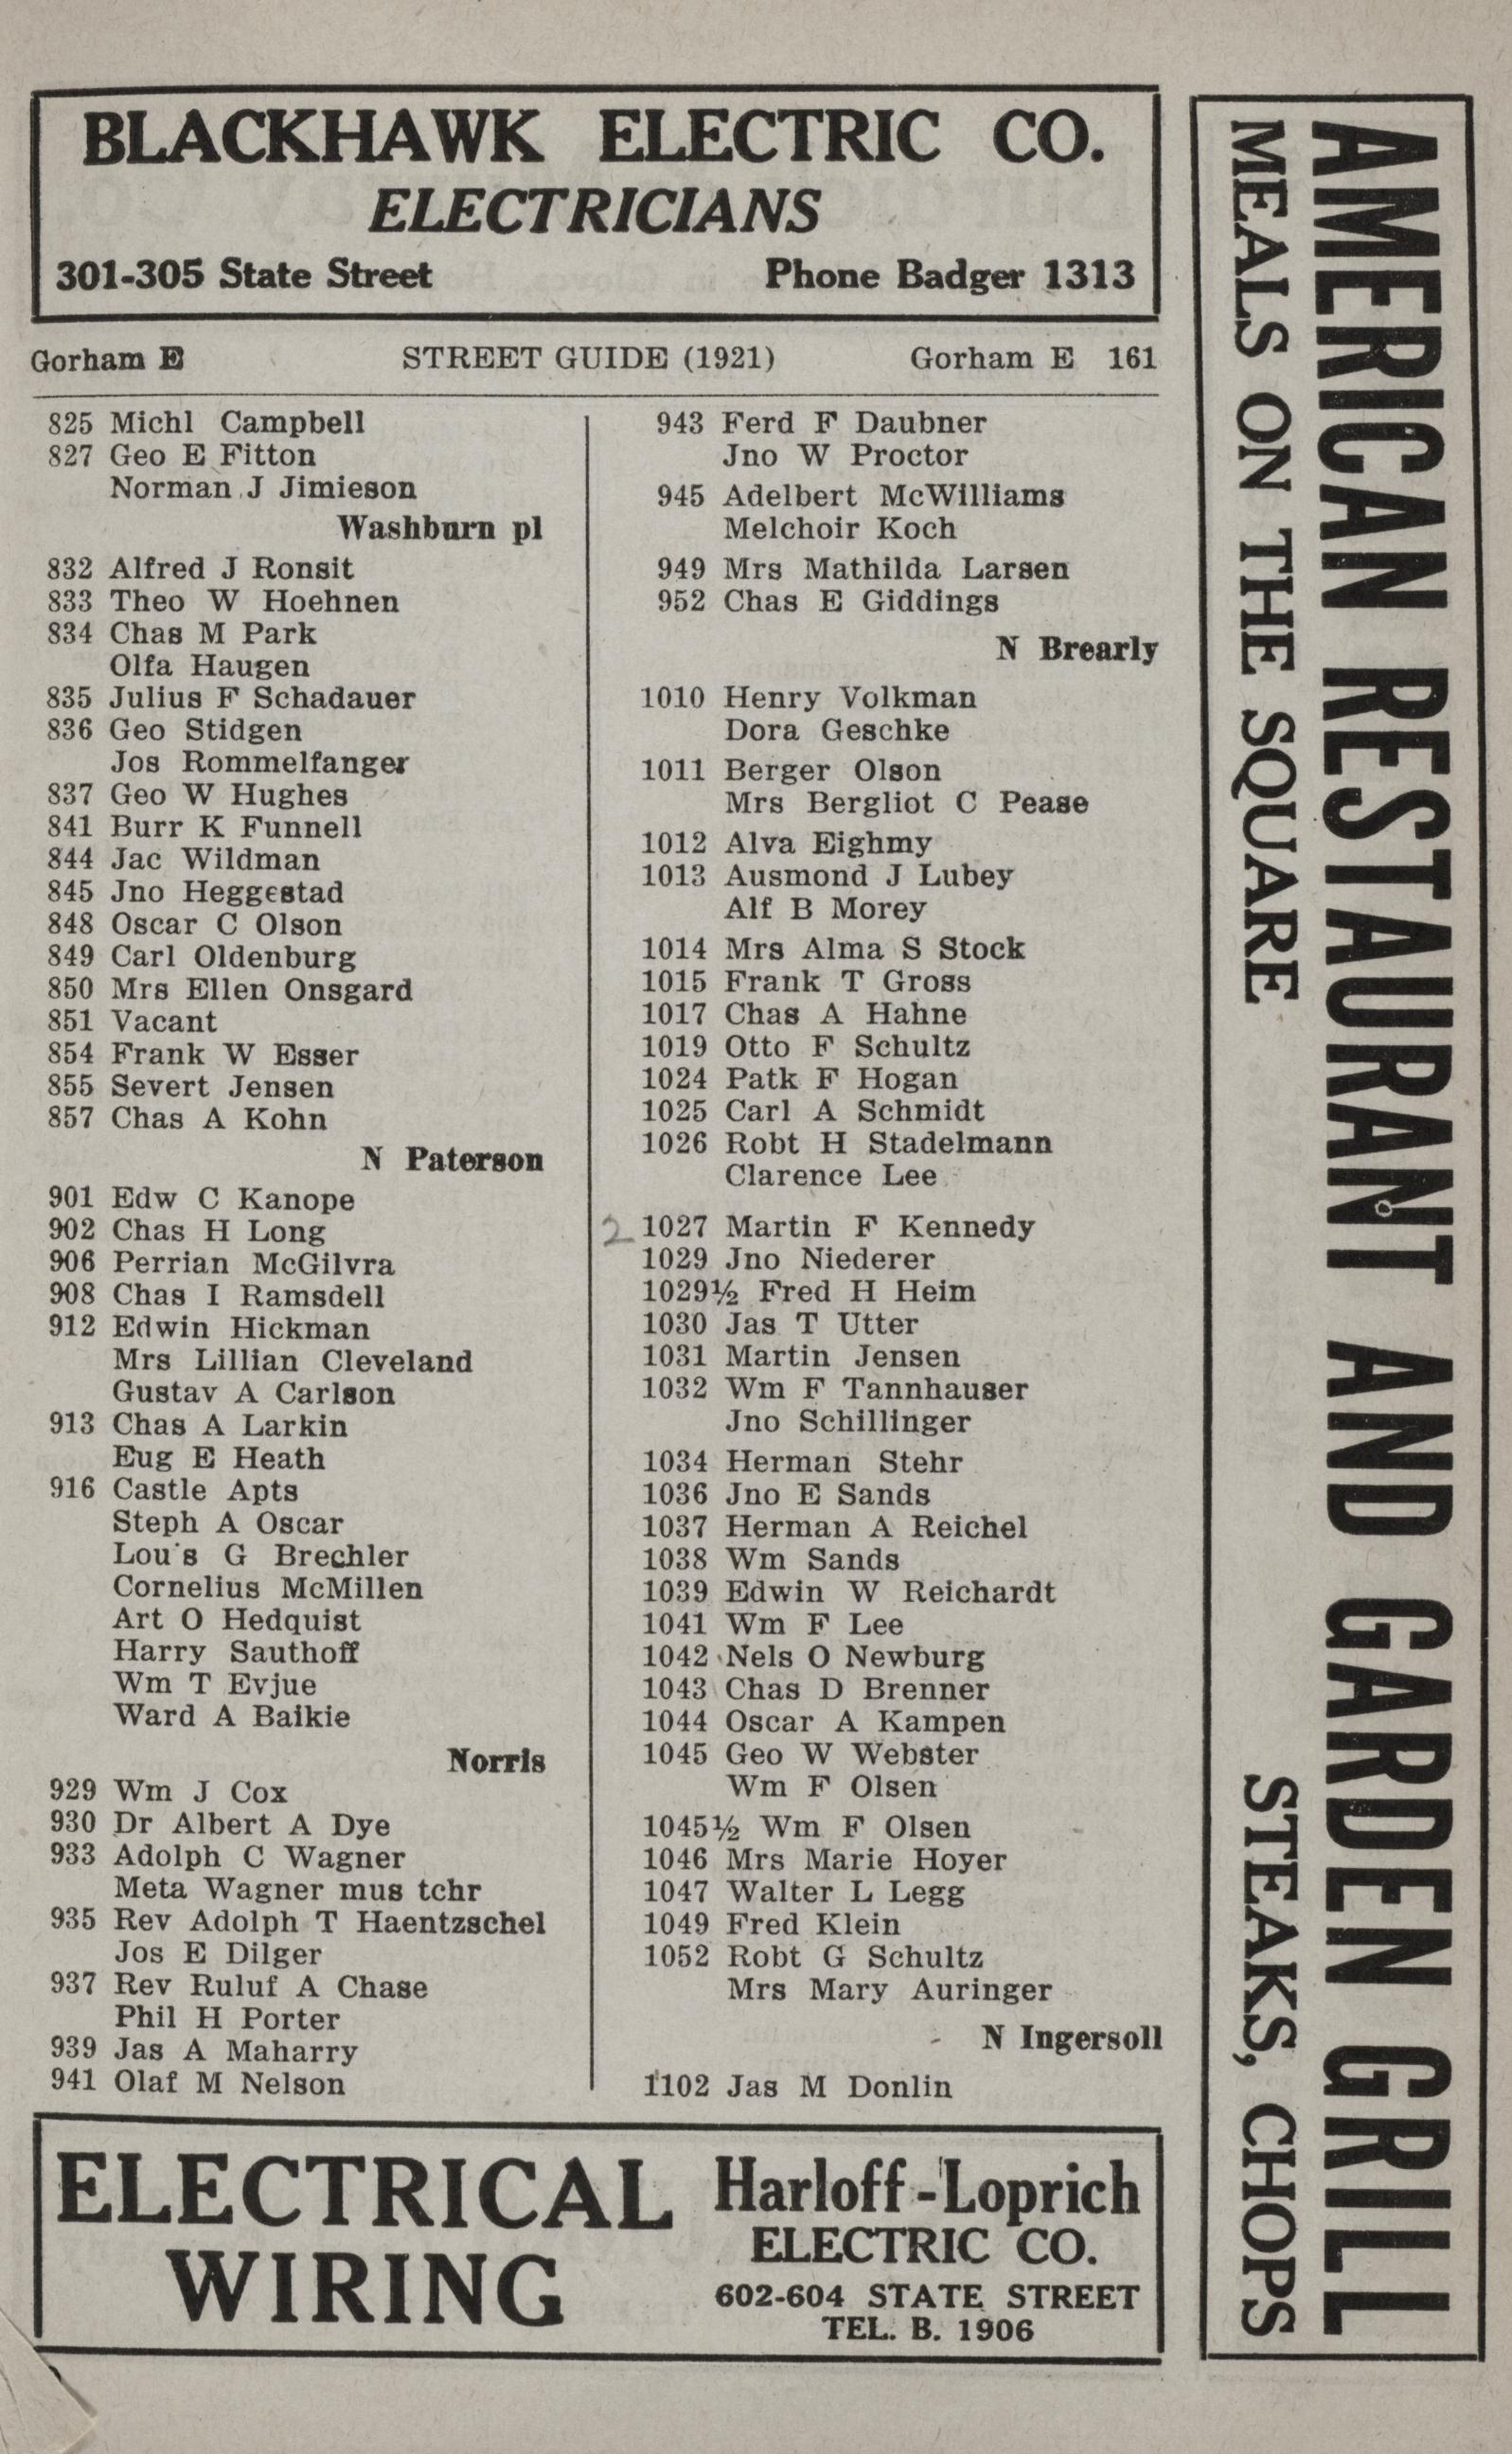 BLACKHAWK ELECTRIC CO.
ELECTRICIANS
301-305 State Street Phone Badger 1313
Gorham E STREET GUIDE (1921) Gorham E 161
825 Michl Campbell
827 Geo E Fitton
Norman J Jimieson
Washburn pl
832 Alfred J Ronsit
833 Theo W Hoehnen
834 Chas M Park
Olfa Haugen
835 Julius F Schadauer
836 Geo Stidgen
Jos Rommelfanger
837 Geo W Hughes
841 Burr K Funnell
844 Jac Wildman
845 Jno Heggestad
848 Oscar C Olson
849 Carl Oldenburg
850 Mrs Ellen Onsgard
851 Vacant
854 Frank W Esser
855 Severt Jensen
857 Chas A Kohn
N Paterson
901 Edw C Kanope
902 Chas H Long
906 Perrian McGilvra
908 Chas I Ramsdell
912 Edwin Hickman
Mrs Lillian Cleveland
Gustav A Carlson
913 Chas A Larkin
Eug E Heath
916 Castle Apts
Steph A Oscar
Lou's G Brechler
Cornelius McMillen
Art O Hedquist
Harry Sauthoff
Wm T Evjue
Ward A Baikie
Norris
929 Wm J Cox
930 Dr Albert A Dye
933 Adolph C Wagner
Meta Wagner mus tchr
935 Rev Adolph T Haentzschel
Jos E Dilger
937 Rev Ruluf A Chase
Phil H Porter
939 Jas A Maharry
941 Olaf M Nelson
943 Ferd F Daubner
Jno W Proctor
945 Adelbert McWilliams
Melchoir Koch
949 Mrs Mathilda Larsen
952 Chas E Giddings
N Brearly
1010 Henry Volkman
Dora Geschke
1011 Berger Olson
Mrs Bergliot C Pease
1012 Alva Eighmy
1013 Ausmond J Lubey
Alf B Morey
1014 Mrs Alma S Stock
1015 Frank T Gross
1017 Chas A Hahne
1019 Otto F Schultz
1024 Patk F Hogan
1025 Carl A Schmidt
1026 Robt H Stadelmann
Clarence Lee
2 1027 Martin F Kennedy
1029 Jno Niederer
1029½ Fred H Heim
1030 Jas T Utter
1031 Martin Jensen
1032 Wm F Tannhauser
Jno Schillinger
1034 Herman Stehr
1036 Jno E Sands
1037 Herman A Reichel
1038 Wm Sands
1039 Edwin W Reichardt
1041 Wm F Lee
1042 Nels O Newburg
1043 Chas D Brenner
1044 Oscar A Kampen
1045 Geo W Webster
Wm F Olsen
1045½ Wm F Olsen
1046 Mrs Marie Hoyer
1047 Walter L Legg
1049 Fred Klein
1052 Robt G Schultz
Mrs Mary Auringer
N Ingersoll
1102 Jas M Donlin
ELECTRICAL
WIRING
Harloff-Loprich
ELECTRIC CO.
602-604 STATE STREET
TEL. B. 1906
AMERICAN RESTAURANT AND GARDEN GRILL
MEALS ON THE SQUARE STEAKS, CHOPS